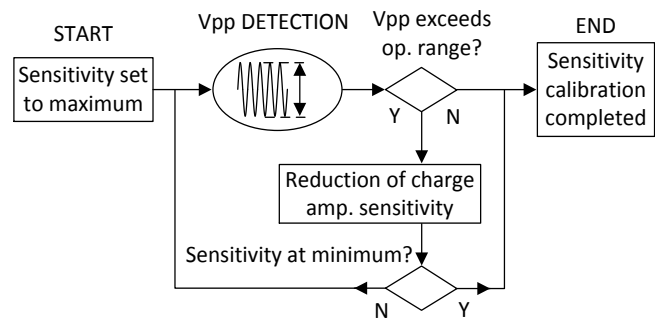 START
Sensitivity set
to maximum
Vpp DETECTION
Vpp exceeds
op. range?
Y
N
END
Sensitivity
calibration
completed
Reduction of charge
amp. sensitivity
Sensitivity at minimum?
N
Y